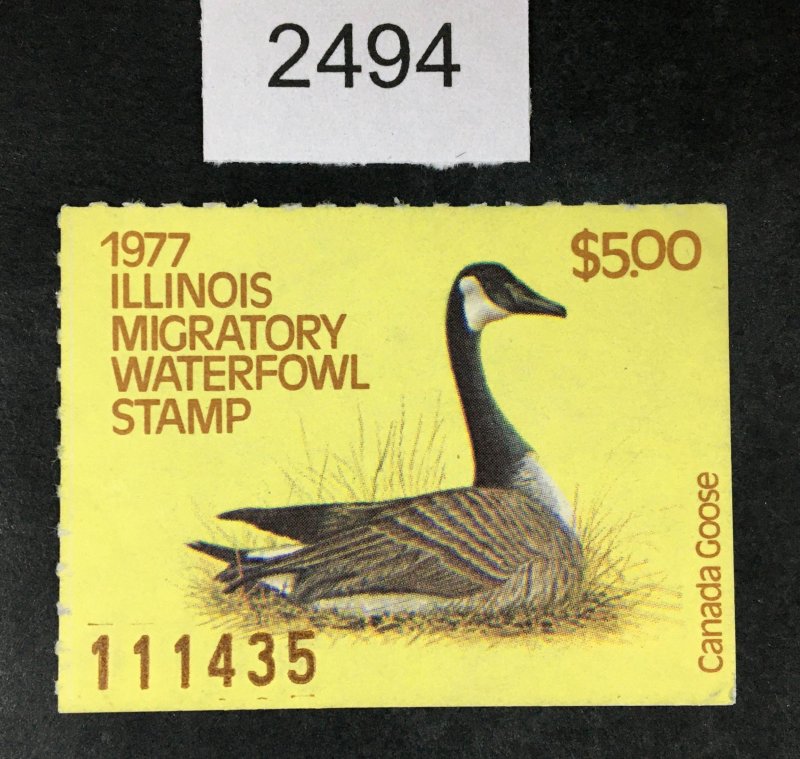 2494
1977
ILLINOIS
MIGRATORY
WATERFOWL
STAMP
$5.00
Canada Goose
111435